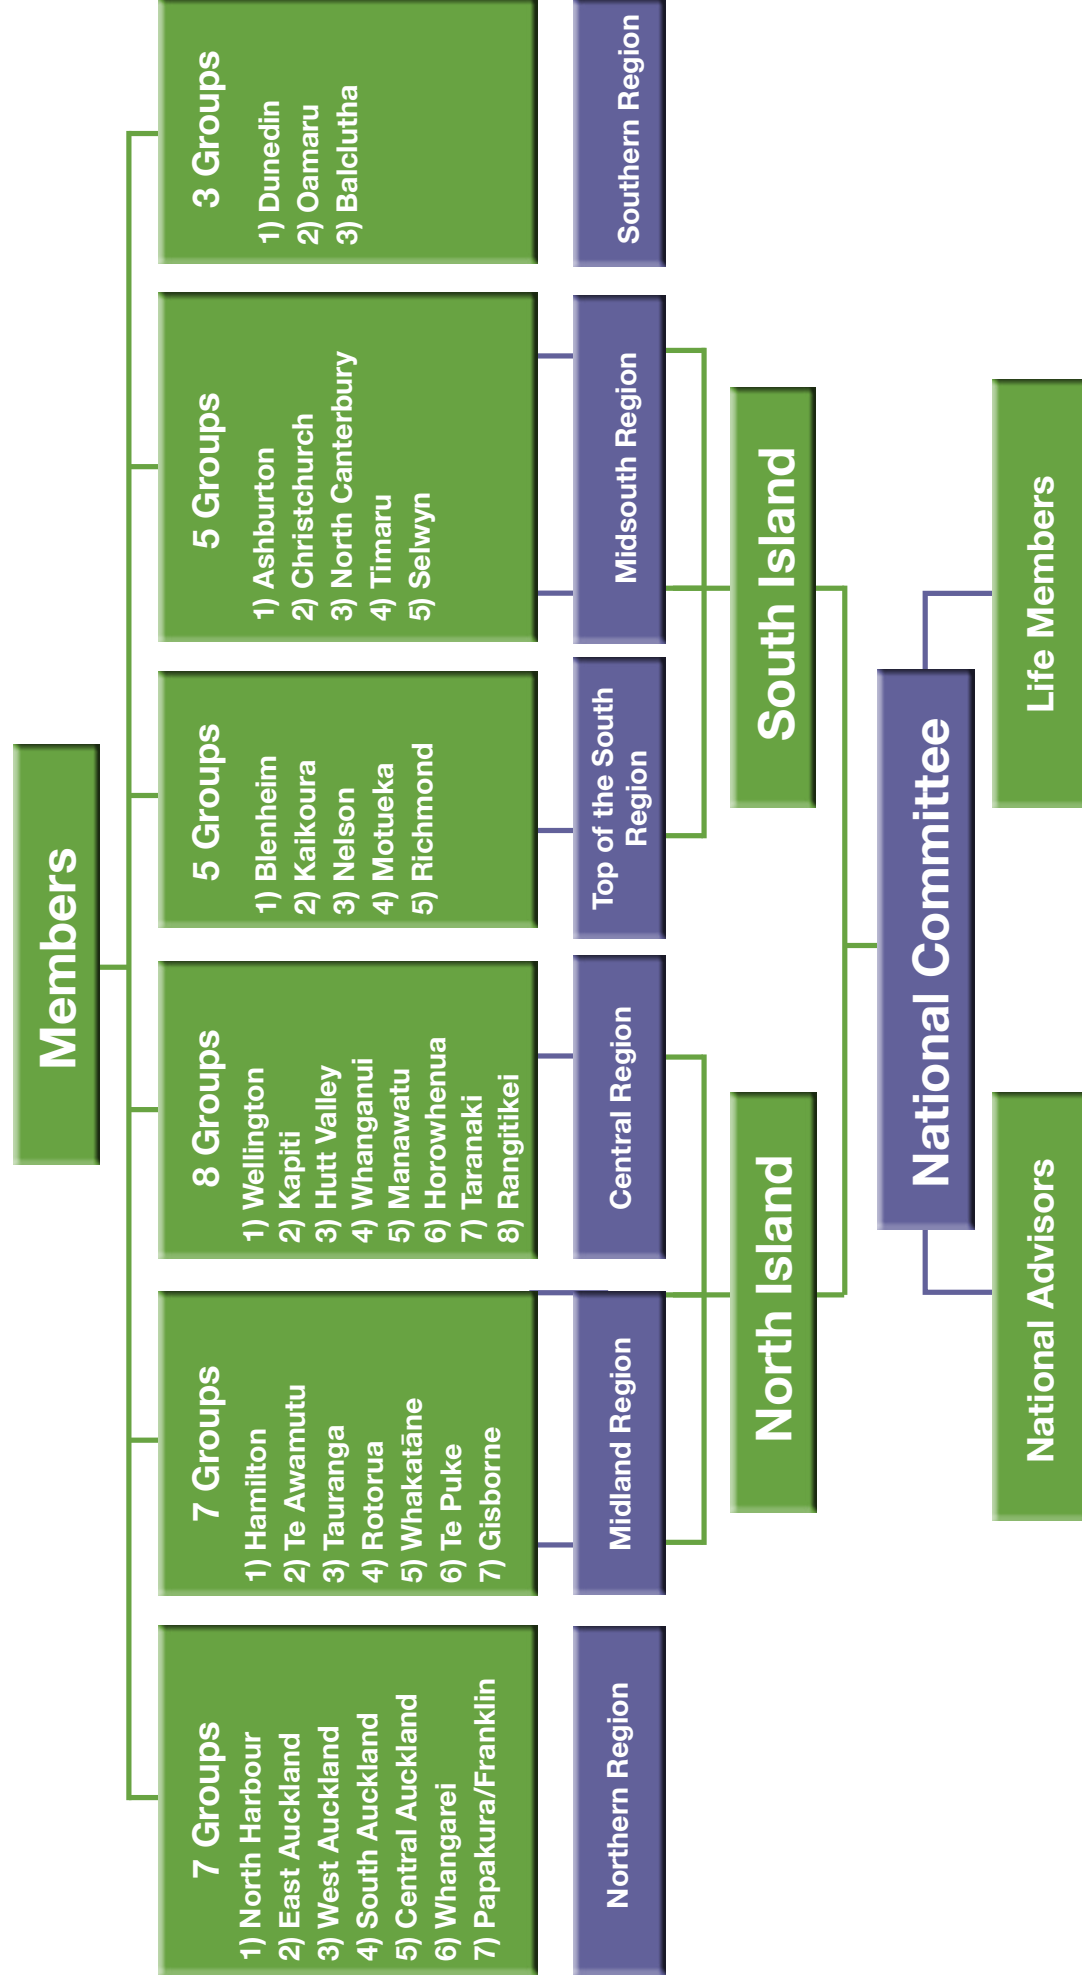 Members
7 Groups
1) North Harbour
2) East Auckland
3) West Auckland
4) South Auckland
5) Central Auckland
6) Whangarei
7) Papakura/Franklin
7 Groups
1) Hamilton
2) Te Awamutu
3) Tauranga
4) Rotorua
5) Whakatāne
6) Te Puke
7) Gisborne
8 Groups
1) Wellington
2) Kapiti
3) Hutt Valley
4) Whanganui
5) Manawatu
6) Horowhenua
7) Taranaki
8) Rangitikei
5 Groups
1) Blenheim
2) Kaikoura
3) Nelson
4) Motueka
5) Richmond
5 Groups
1) Ashburton
2) Christchurch
3) North Canterbury
4) Timaru
5) Selwyn
3 Groups
1) Dunedin
2) Oamaru
3) Balclutha
Northern Region
Midland Region
Central Region
Top of the South
Region
Midsouth Region
Southern Region
North Island
South Island
National Committee
National Advisors
Life Members